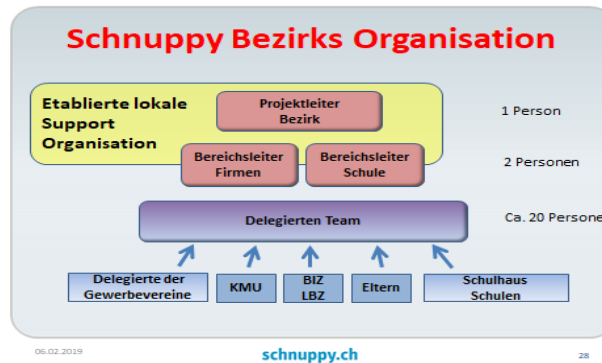 Schnuppy Bezirks Organisation
Etablierte lokale
Support
Organisation
Projektleiter
Bezirk
1 Person
Bereichsleiter
Firmen
Bereichsleiter
Schule
2 Personen
Delegierten Team
Ca. 20 Persone
Delegierte der
Gewerbevereine
KMU
BIZ
LBZ
Eltern
Schulhaus
Schulen
06.02.2019
schnuppy.ch
28